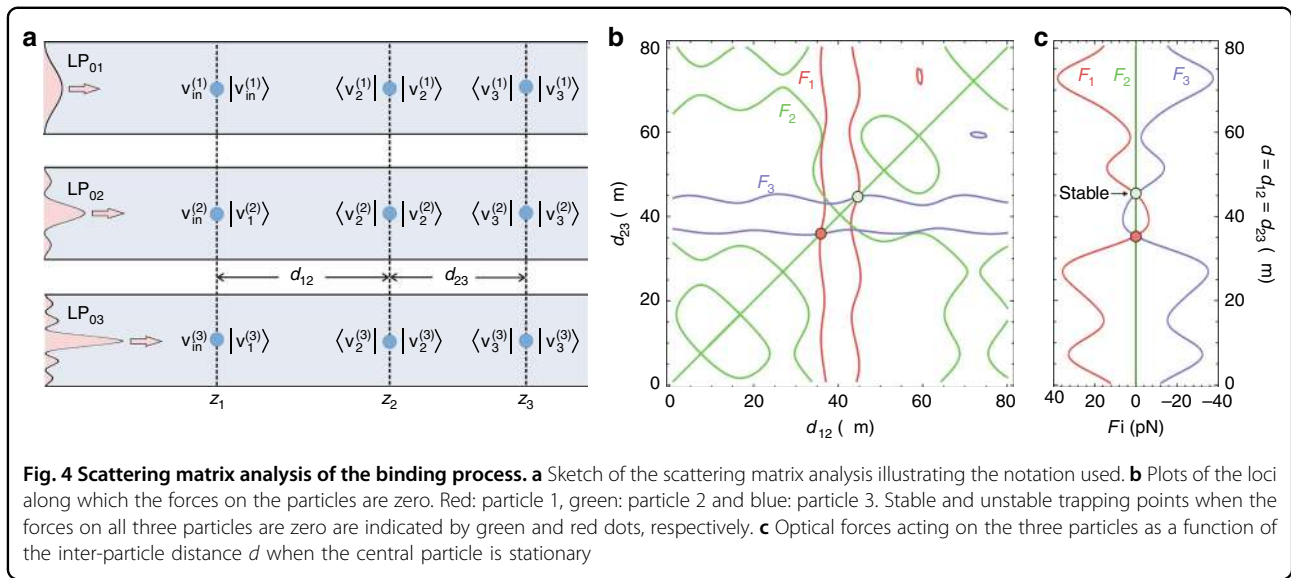 a
LP01
v_in^(1) |v_in^(1)⟩ ⟨v_2^(1)| |v_2^(1)⟩ ⟨v_3^(1)| |v_3^(1)⟩
LP02
v_in^(2) |v_1^(2)⟩ ⟨v_2^(2)| |v_2^(2)⟩ ⟨v_3^(2)| |v_3^(2)⟩
d12 d23
LP03
v_in^(3) |v_1^(3)⟩ ⟨v_2^(3)| |v_2^(3)⟩ ⟨v_3^(3)| |v_3^(3)⟩
z1 z2 z3
b
80
60
40
20
0
d23 ( m)
F1
F2
F3
0 20 40 60 80
d12 ( m)
c
F1 F2 F3
Stable
80
60
40
20
0
d = d12 = d23 ( m)
40 20 0 −20 −40
Fi (pN)
Fig. 4 Scattering matrix analysis of the binding process. a Sketch of the scattering matrix analysis illustrating the notation used. b Plots of the loci
along which the forces on the particles are zero. Red: particle 1, green: particle 2 and blue: particle 3. Stable and unstable trapping points when the
forces on all three particles are zero are indicated by green and red dots, respectively. c Optical forces acting on the three particles as a function of
the inter-particle distance d when the central particle is stationary